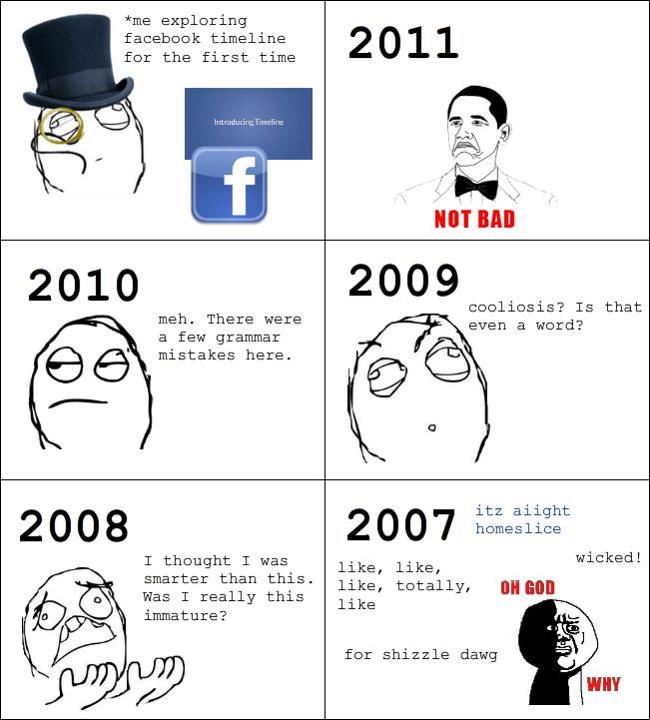 *me exploring
facebook timeline
for the first time
Introducing Timeline
f
2011
NOT BAD
2010
meh. There were
a few grammar
mistakes here.
2009
cooliosis? Is that
even a word?
2008
I thought I was
smarter than this.
Was I really this
immature?
2007
itz aiight
homeslice
wicked!
like, like,
like, totally,
like
OH GOD
for shizzle dawg
WHY